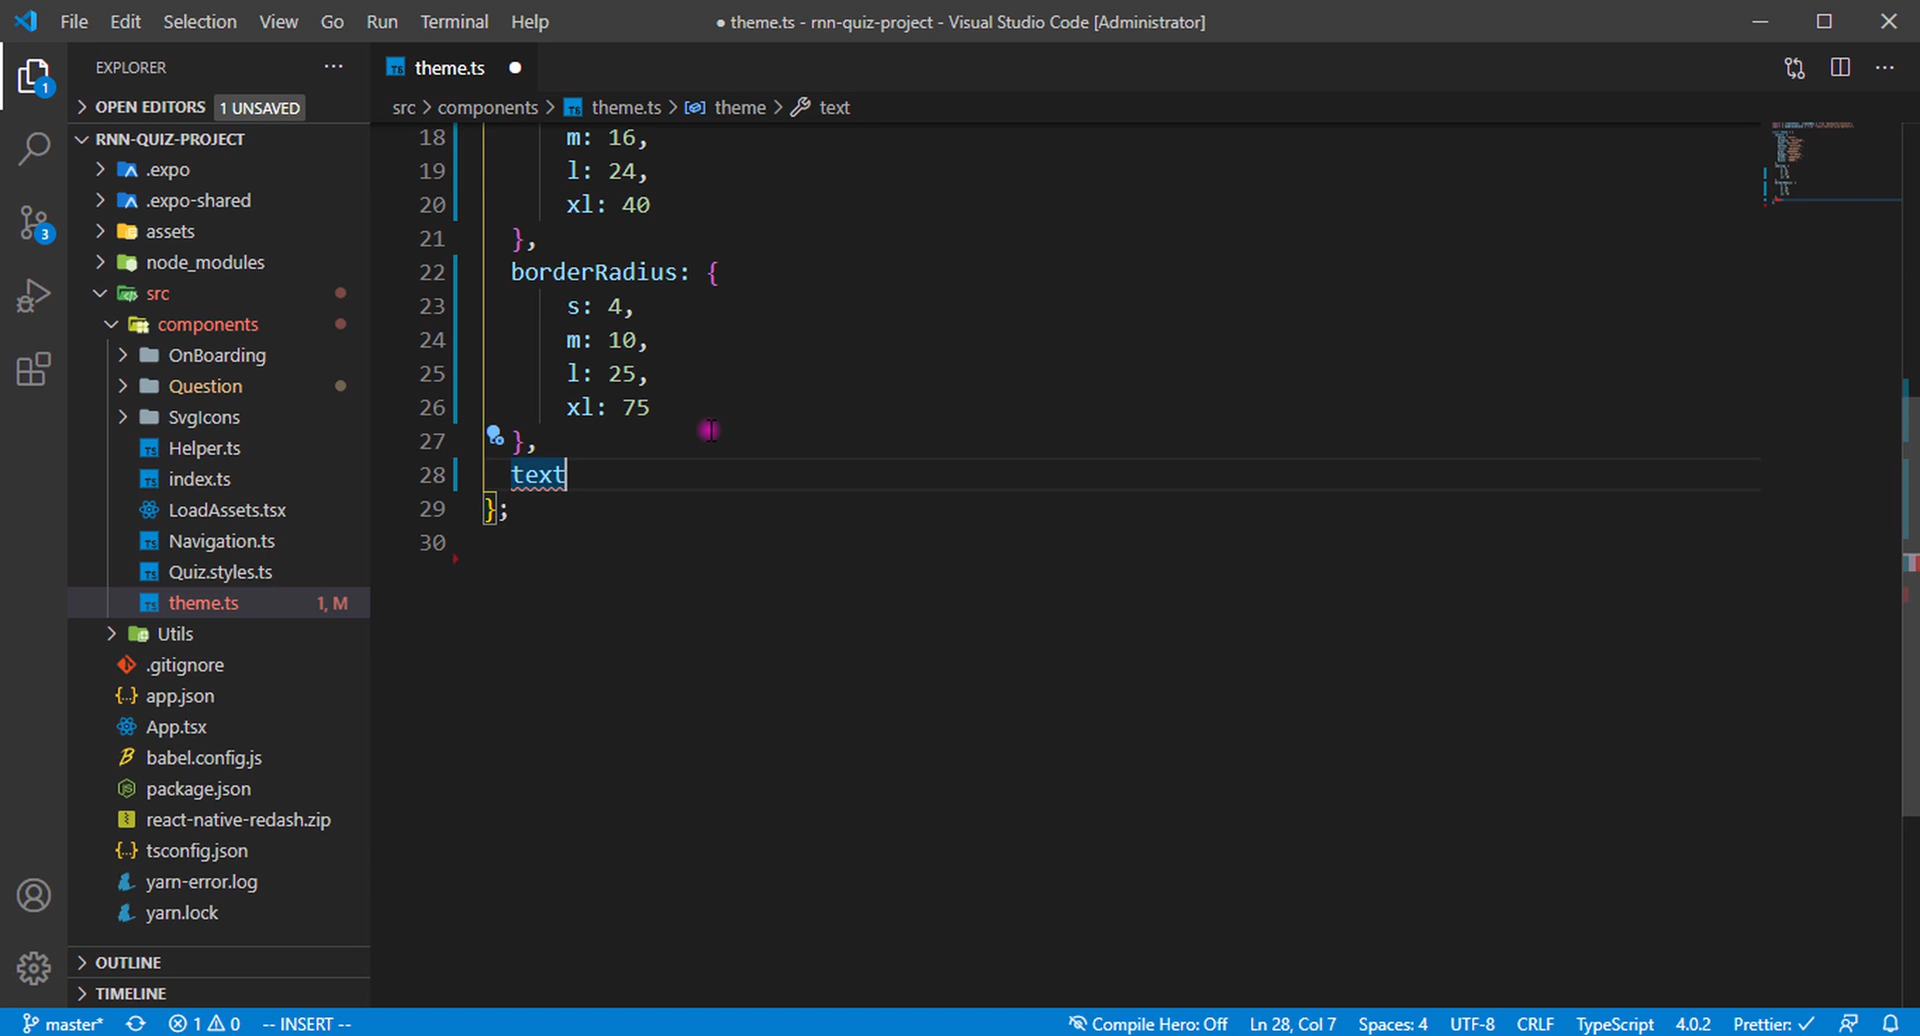 File Edit Selection View Go Run Terminal Help
● theme.ts - rnn-quiz-project - Visual Studio Code [Administrator]
EXPLORER ···
OPEN EDITORS 1 UNSAVED
RNN-QUIZ-PROJECT
.expo
.expo-shared
assets
node_modules
src
components
OnBoarding
Question
SvgIcons
Helper.ts
index.ts
LoadAssets.tsx
Navigation.ts
Quiz.styles.ts
theme.ts 1, M
Utils
.gitignore
app.json
App.tsx
babel.config.js
package.json
react-native-redash.zip
tsconfig.json
yarn-error.log
yarn.lock
OUTLINE
TIMELINE
1
3
TS theme.ts ●
src > components > TS theme.ts > theme > text
18 m: 16,
19 l: 24,
20 xl: 40
21 },
22 borderRadius: {
23 s: 4,
24 m: 10,
25 l: 25,
26 xl: 75
27 },
28 text
29 };
30
master* 1 0 -- INSERT -- Compile Hero: Off Ln 28, Col 7 Spaces: 4 UTF-8 CRLF TypeScript 4.0.2 Prettier: ✓